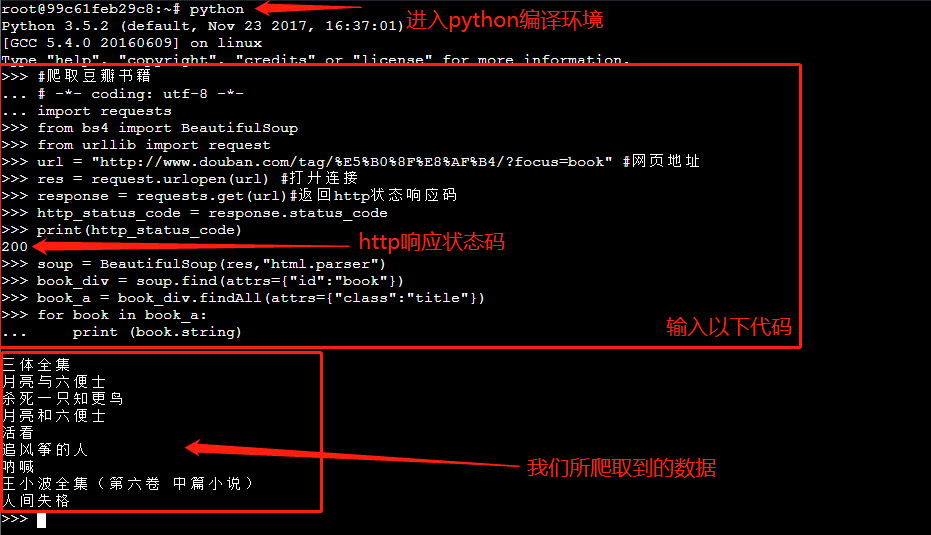 root@99c61feb29c8:~# python
进入python编译环境
Python 3.5.2 (default, Nov 23 2017, 16:37:01)
[GCC 5.4.0 20160609] on linux
Type "help", "copyright", "credits" or "license" for more information.
>>> #爬取豆瓣书籍
... # -*- coding: utf-8 -*-
... import requests
>>> from bs4 import BeautifulSoup
>>> from urllib import request
>>> url = "http://www.douban.com/tag/%E5%B0%8F%E8%AF%B4/?focus=book" #网页地址
>>> res = request.urlopen(url) #打开连接
>>> response = requests.get(url)#返回http状态响应码
>>> http_status_code = response.status_code
>>> print(http_status_code)
200
http响应状态码
>>> soup = BeautifulSoup(res,"html.parser")
>>> book_div = soup.find(attrs={"id":"book"})
>>> book_a = book_div.findAll(attrs={"class":"title"})
>>> for book in book_a:
...     print (book.string)
输入以下代码
三体全集
月亮与六便士
杀死一只知更鸟
月亮和六便士
活着
追风筝的人
呐喊
王小波全集（第六卷 中篇小说）
人间失格
我们所爬取到的数据
>>>